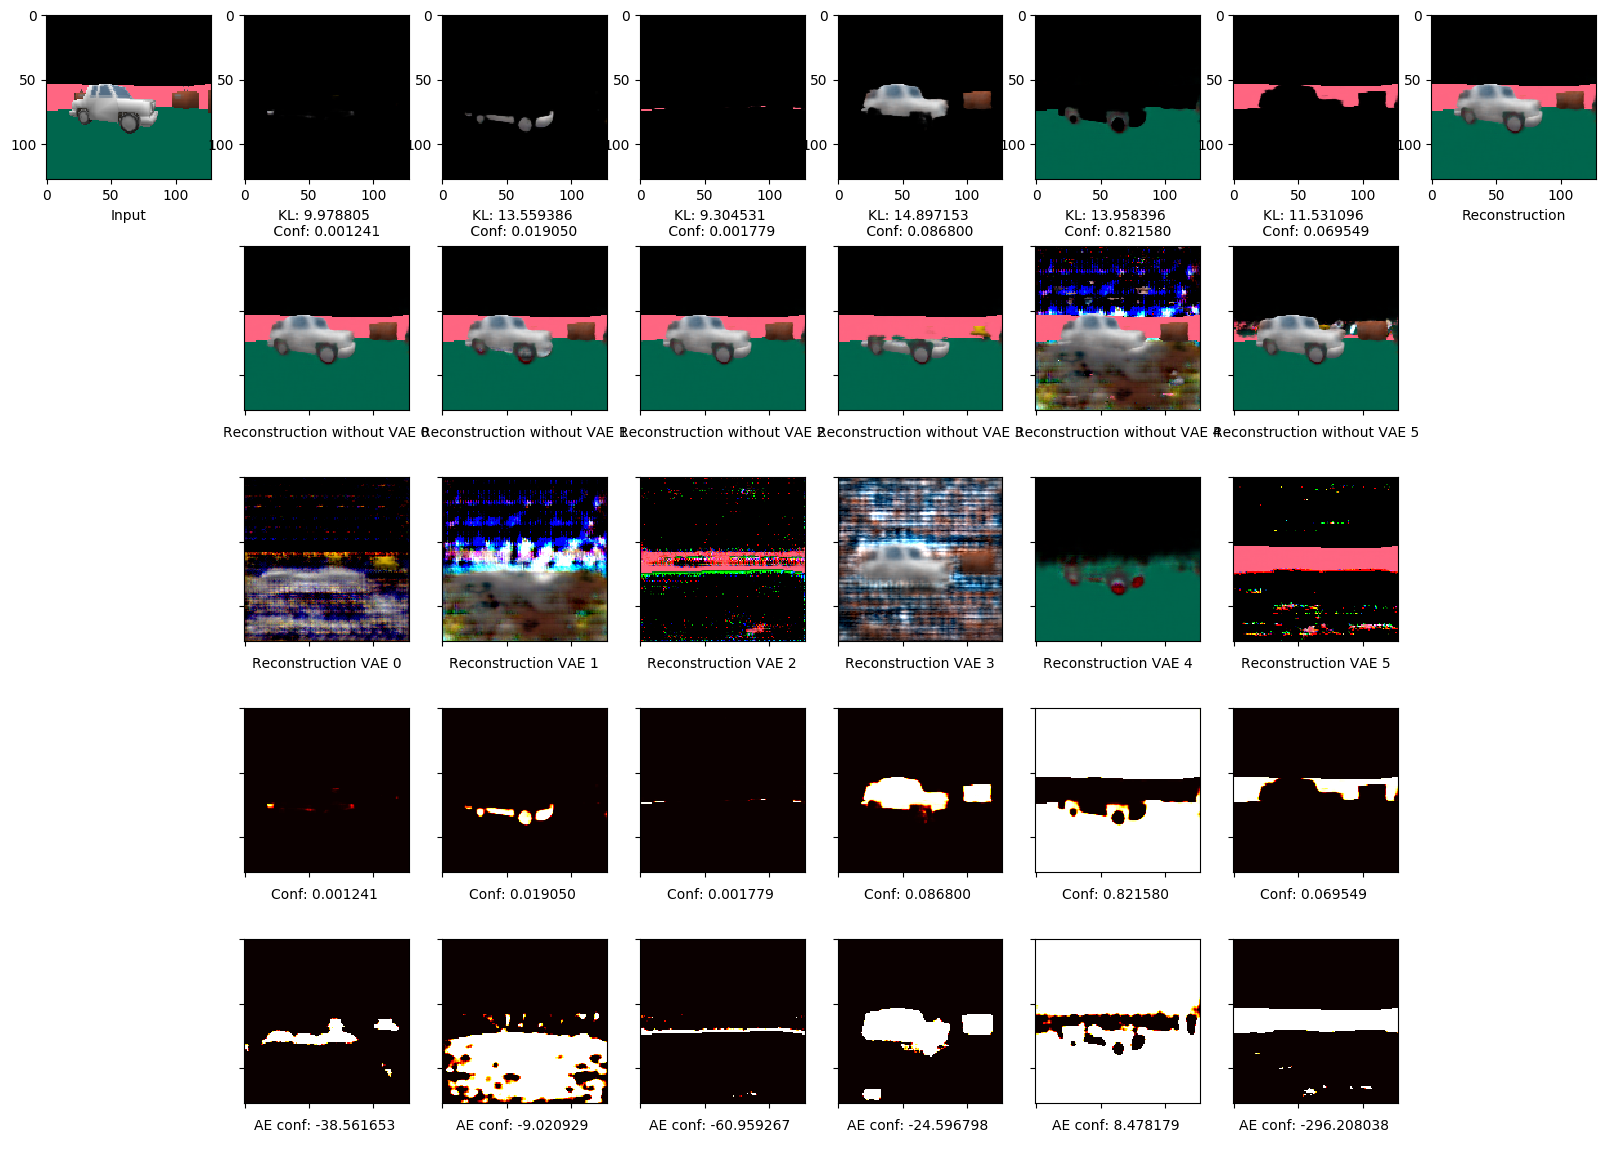 0 0 0 0 0 0 0 0
50 50 50 50 50 50 50 50
100 100 100 100 100 100 100 100
0 50 100 0 50 100 0 50 100 0 50 100 0 50 100 0 50 100 0 50 100 0 50 100
Input KL: 9.978805 KL: 13.559386 KL: 9.304531 KL: 14.897153 KL: 13.958396 KL: 11.531096 Reconstruction
Conf: 0.001241 Conf: 0.019050 Conf: 0.001779 Conf: 0.086800 Conf: 0.821580 Conf: 0.069549
Reconstruction without VAE 0 Reconstruction without VAE 1 Reconstruction without VAE 2 Reconstruction without VAE 3 Reconstruction without VAE 4 Reconstruction without VAE 5
Reconstruction VAE 0 Reconstruction VAE 1 Reconstruction VAE 2 Reconstruction VAE 3 Reconstruction VAE 4 Reconstruction VAE 5
Conf: 0.001241 Conf: 0.019050 Conf: 0.001779 Conf: 0.086800 Conf: 0.821580 Conf: 0.069549
AE conf: -38.561653 AE conf: -9.020929 AE conf: -60.959267 AE conf: -24.596798 AE conf: 8.478179 AE conf: -296.208038